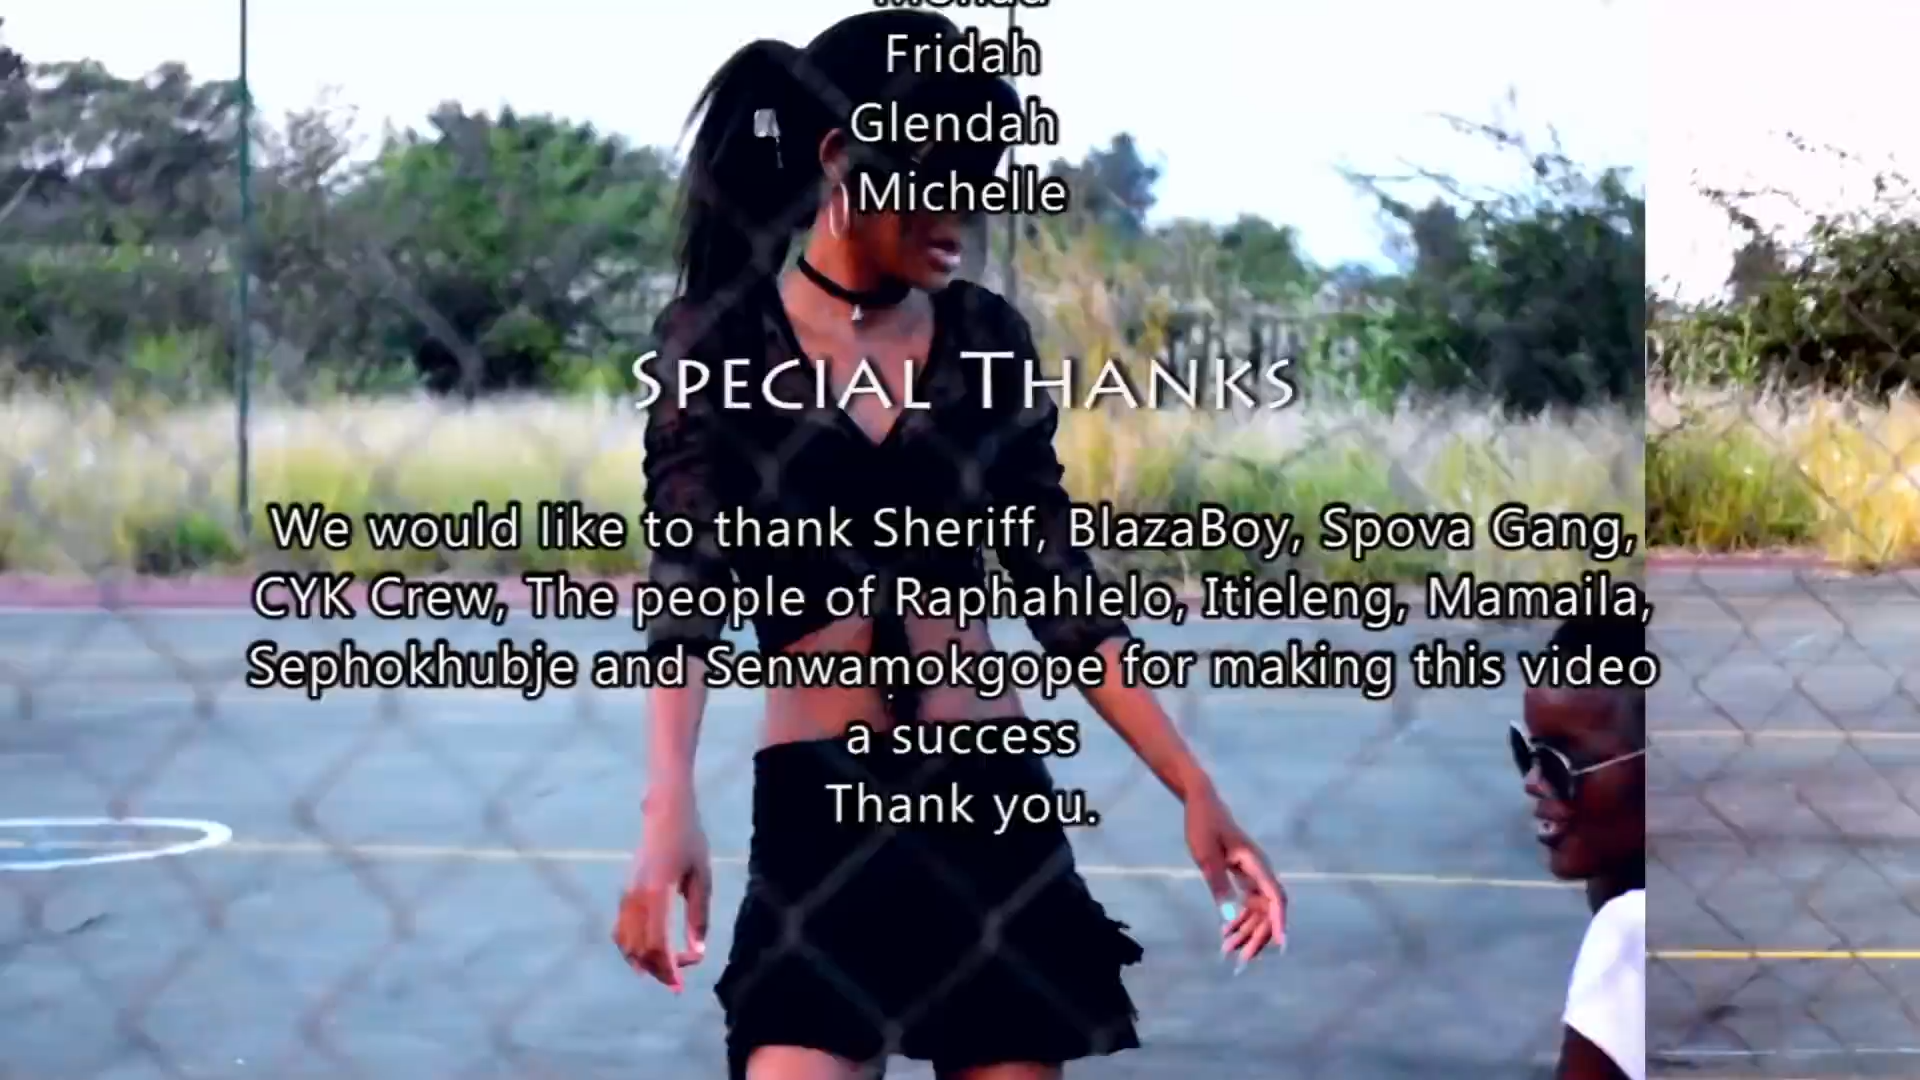 Fridah
Glendah
Michelle
SPECIAL THANKS
We would like to thank Sheriff, BlazaBoy, Spova Gang,
CYK Crew, The people of Raphahlelo, Itieleng, Mamaila,
Sephokhubje and Senwamokgope for making this video
a success
Thank you.